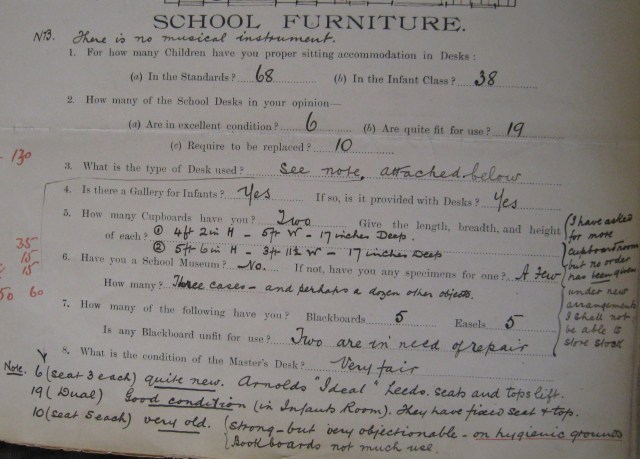 SCHOOL FURNITURE.
NB. There is no musical instrument.
1. For how many Children have you proper sitting accommodation in Desks :
(a) In the Standards? 68 (b) In the Infant Class? 38
2. How many of the School Desks in your opinion—
(a) Are in excellent condition? 6 (b) Are quite fit for use? 19
(c) Require to be replaced? 10
130
3. What is the type of Desk used? See note, attached below
4. Is there a Gallery for Infants? Yes If so, is it provided with Desks? Yes
5. How many Cupboards have you? Two Give the length, breadth, and height
of each? ① 4ft 2 in H - 5ft W - 17 inches Deep.
② 5ft 6 in H - 3ft 11½ W - 17 inches Deep
35
15
15
50 60
6. Have you a School Museum? No. If not, have you any specimens for one? A few
How many? Three cases - and perhaps a dozen other objects.
7. How many of the following have you? Blackboards 5 Easels 5
Is any Blackboard unfit for use? Two are in need of repair
8. What is the condition of the Master's Desk? Very fair
I have asked
for more
cupboard room
but no order
has been given
under new
arrangements
I shall not
be able to
store stock
Note. 6 (seat 3 each) quite new. Arnolds "Ideal" Leeds. seats and tops lift.
19 (Dual) Good condition (in Infants Room). They have fixed seat & top.
10 (seat 5 each) very old. Strong - but very objectionable - on hygienic grounds
Bookboards not much use.